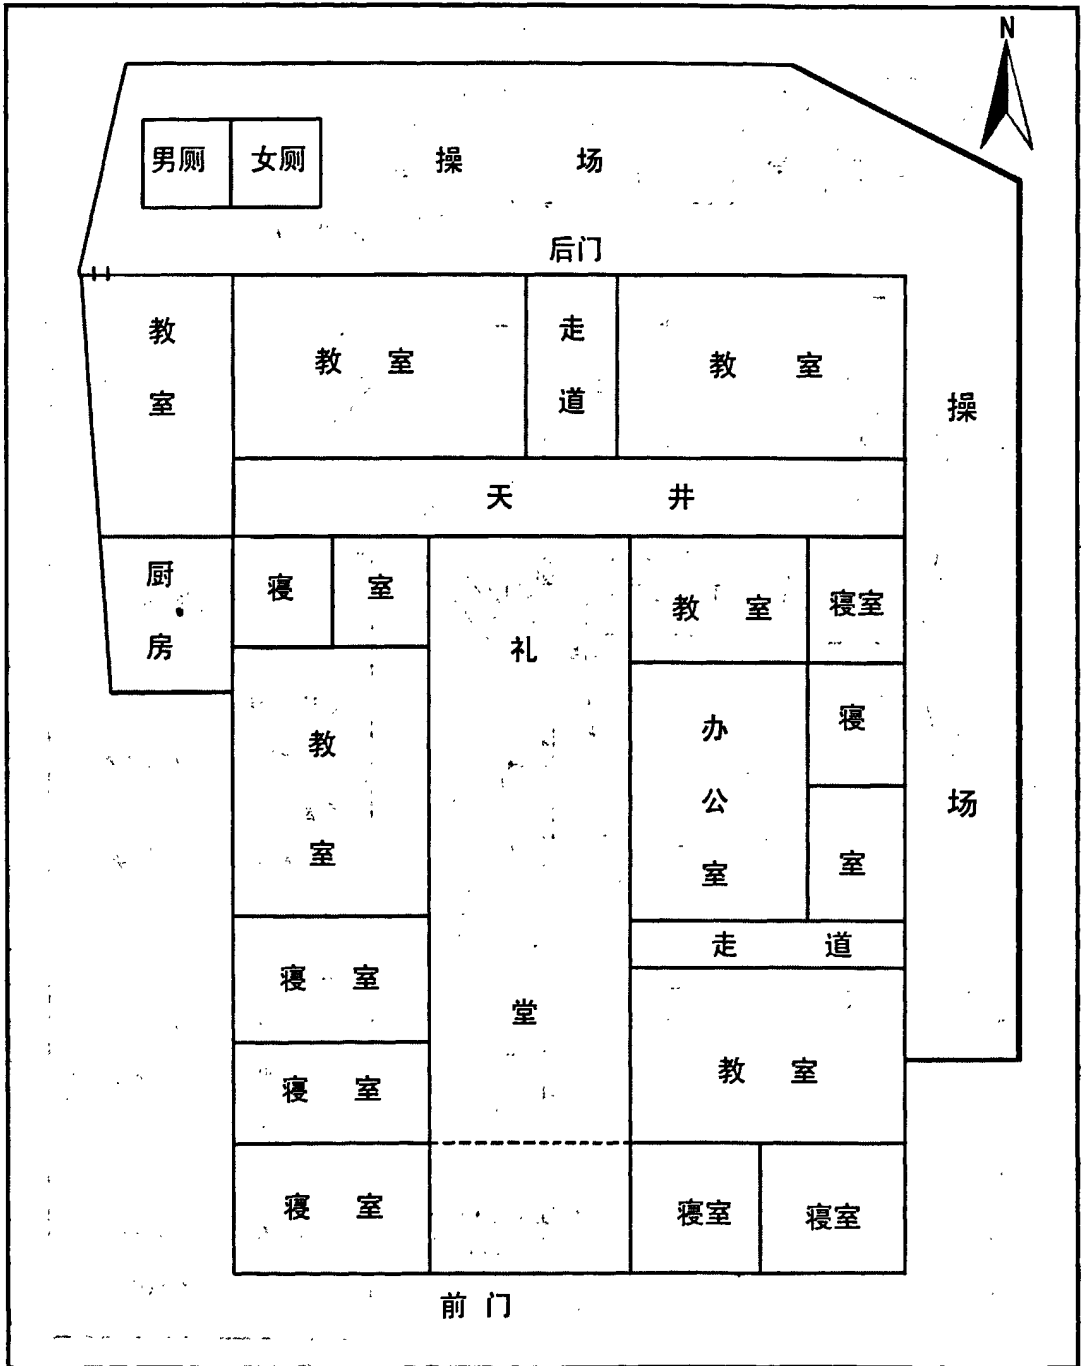 N
男厕 女厕 操 场
后门
教室
教 室
走道
教 室
操场
天 井
厨房
寝 室
礼堂
教 室
寝室
教室
办公室
寝室
走 道
寝 室
教 室
寝 室
寝 室
寝室
寝室
前 门